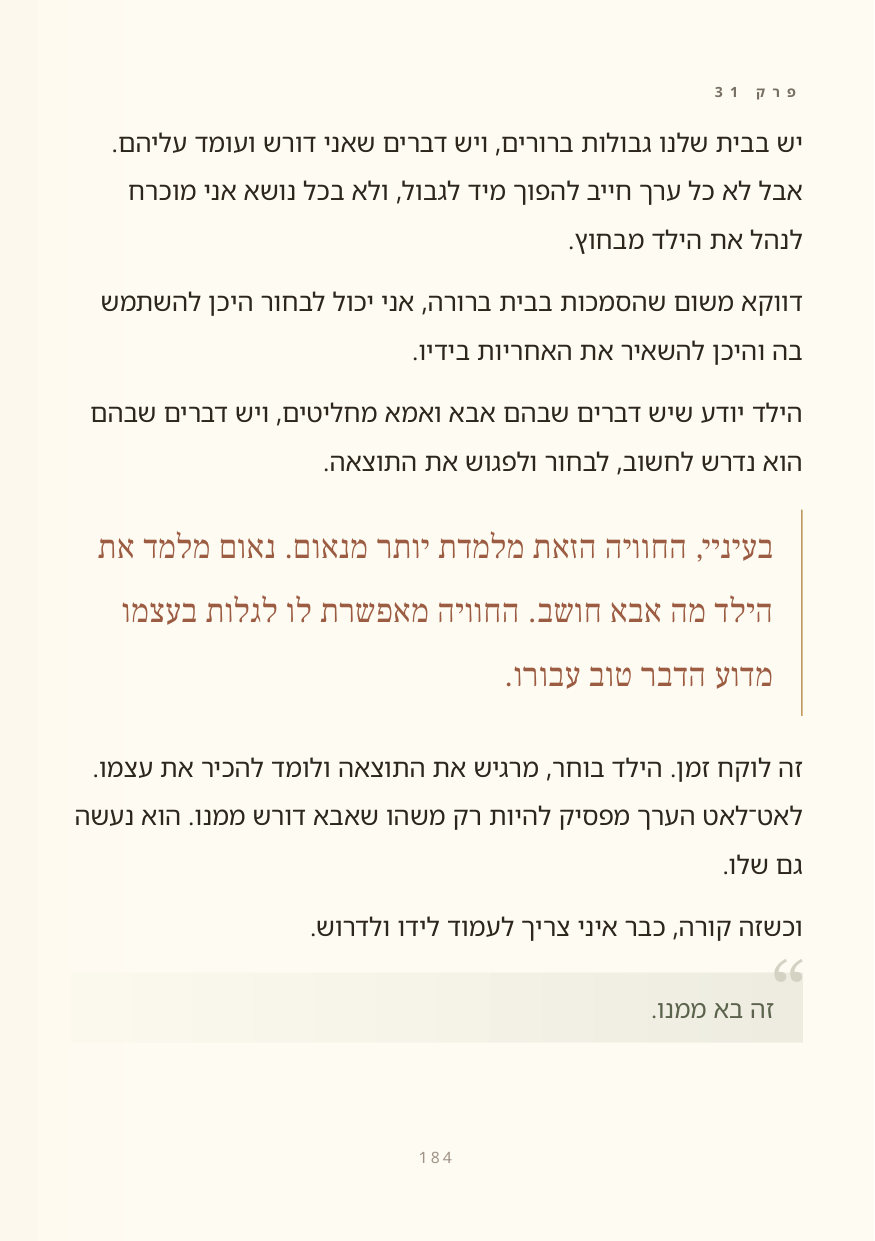 פרק 31
יש בבית שלנו גבולות ברורים, ויש דברים שאני דורש ועומד עליהם.
אבל לא כל ערך חייב להפוך מיד לגבול, ולא בכל נושא אני מוכרח
לנהל את הילד מבחוץ.
דווקא משום שהסמכות בבית ברורה, אני יכול לבחור היכן להשתמש
בה והיכן להשאיר את האחריות בידיו.
הילד יודע שיש דברים שבהם אבא ואמא מחליטים, ויש דברים שבהם
הוא נדרש לחשוב, לבחור ולפגוש את התוצאה.
בעיניי, החוויה הזאת מלמדת יותר מנאום. נאום מלמד את
הילד מה אבא חושב. החוויה מאפשרת לו לגלות בעצמו
מדוע הדבר טוב עבורו.
זה לוקח זמן. הילד בוחר, מרגיש את התוצאה ולומד להכיר את עצמו.
לאט־לאט הערך מפסיק להיות רק משהו שאבא דורש ממנו. הוא נעשה
גם שלו.
וכשזה קורה, כבר איני צריך לעמוד לידו ולדרוש.
“
זה בא ממנו.
184